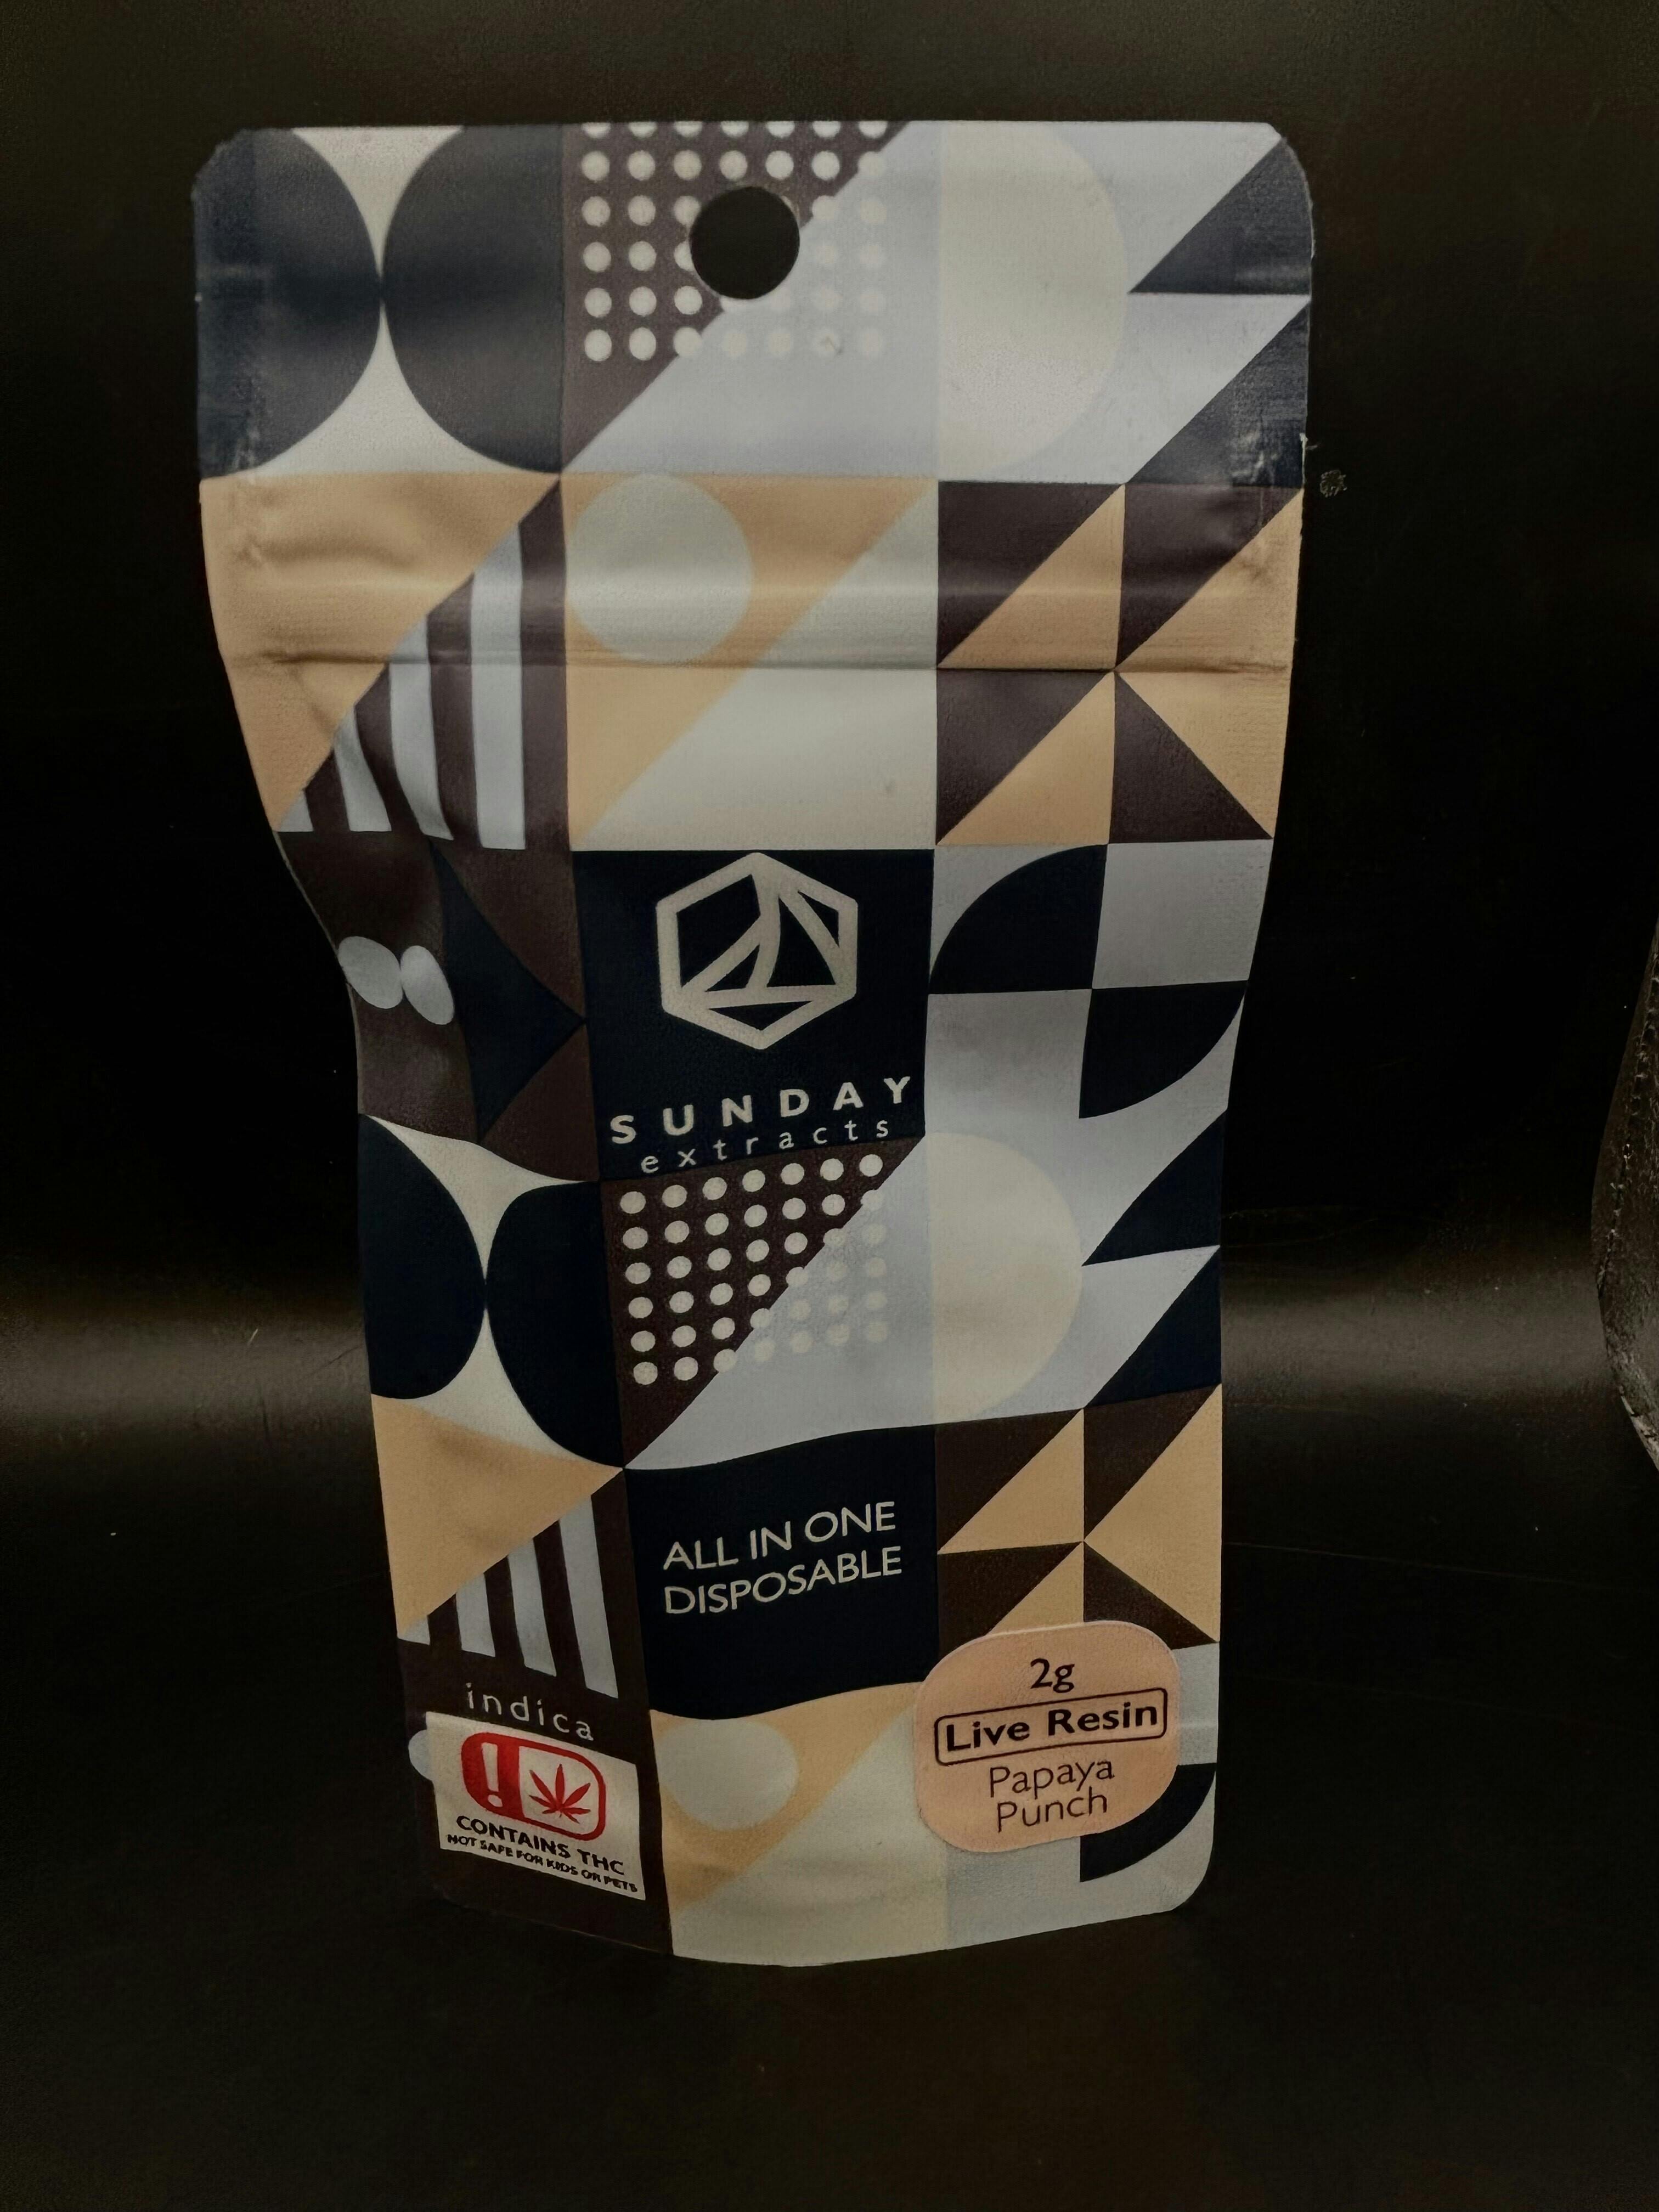 SUNDAY
extracts
ALL IN ONE
DISPOSABLE
indica
!
CONTAINS THC
NOT SAFE FOR KIDS OR PETS
2g
Live Resin
Papaya
Punch